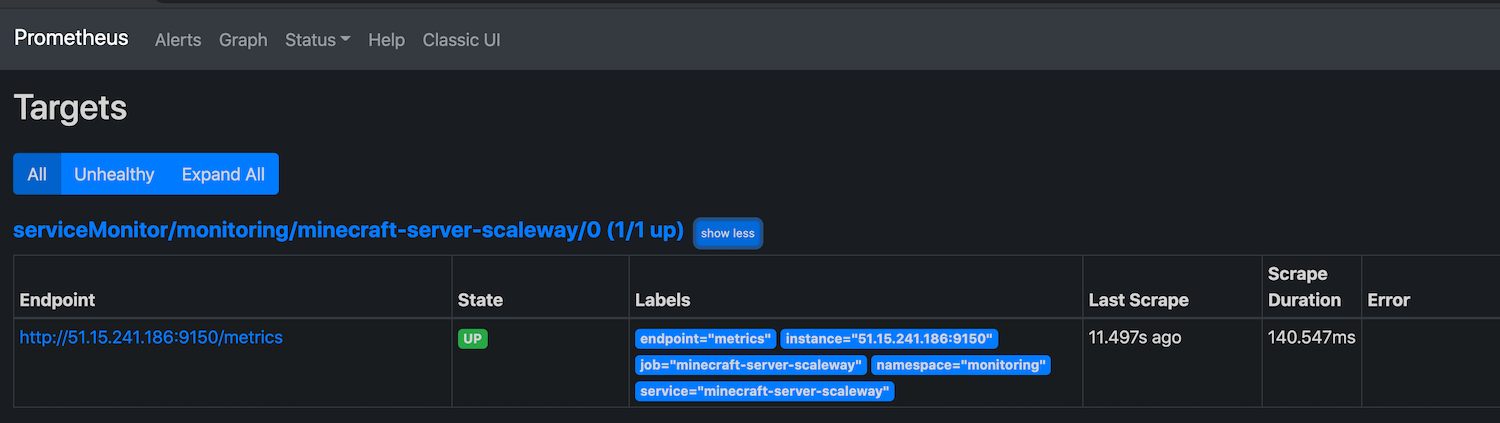 Prometheus Alerts Graph Status Help Classic UI
Targets
All Unhealthy Expand All
serviceMonitor/monitoring/minecraft-server-scaleway/0 (1/1 up) show less
Endpoint State Labels Last Scrape Scrape Duration Error
http://51.15.241.186:9150/metrics UP endpoint="metrics" instance="51.15.241.186:9150" 11.497s ago 140.547ms
job="minecraft-server-scaleway" namespace="monitoring"
service="minecraft-server-scaleway"